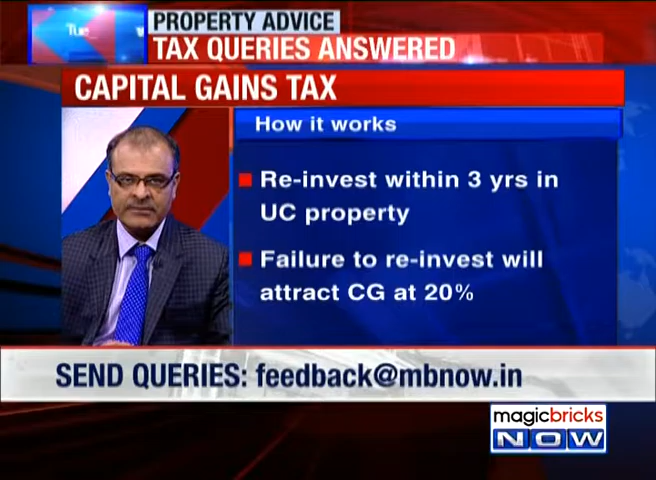 Tue
PROPERTY ADVICE
TAX QUERIES ANSWERED
CAPITAL GAINS TAX
How it works
Re-invest within 3 yrs in
UC property
Failure to re-invest will
attract CG at 20%
SEND QUERIES: feedback@mbnow.in
magicbricks
NOW